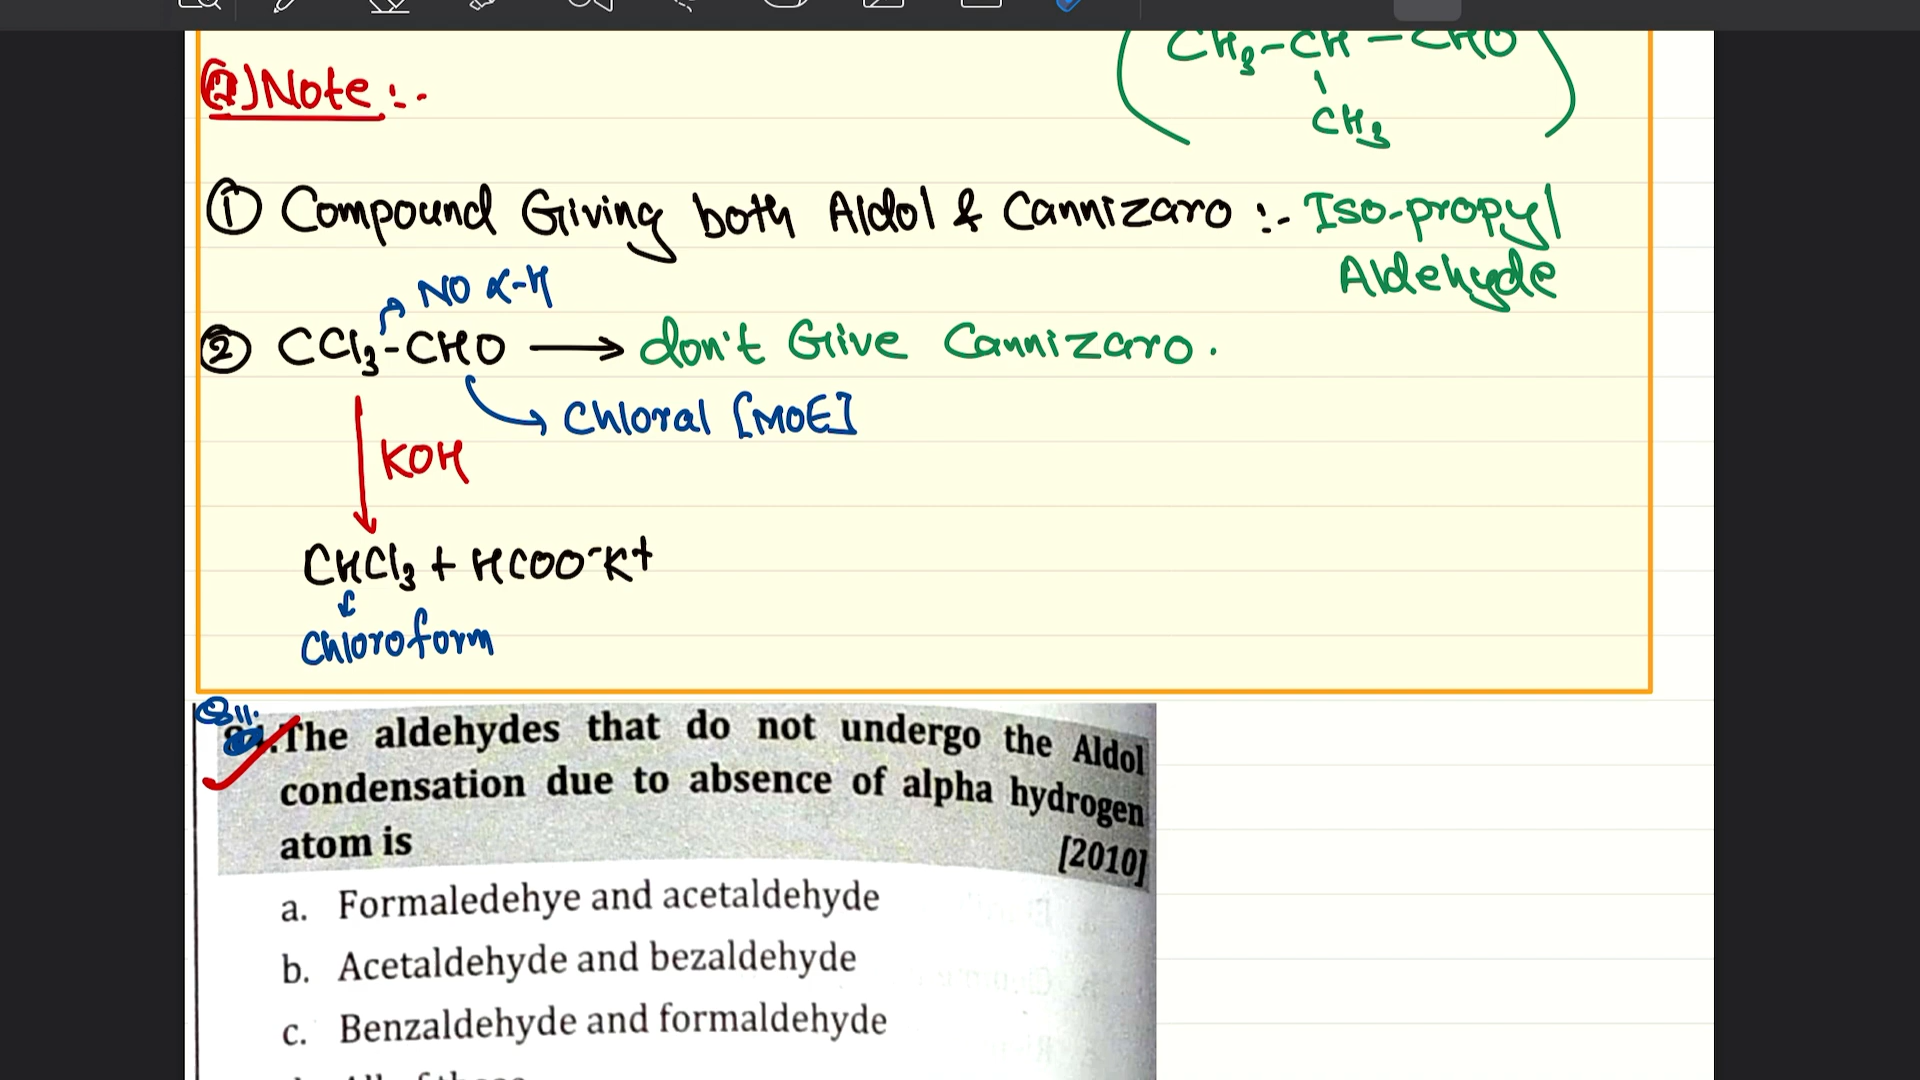 CH3-CH-CHO
CH3
Note :-
① Compound Giving both Aldol & Cannizaro :- Iso-propyl
Aldehyde
NO α-H
② CCl3-CHO → don't Give Cannizaro.
Chloral [MOE]
KOH
CHCl3 + HCOO-K+
Chloroform
Q11.
The aldehydes that do not undergo the Aldol
condensation due to absence of alpha hydrogen
atom is
[2010]
a. Formaledehye and acetaldehyde
b. Acetaldehyde and bezaldehyde
c. Benzaldehyde and formaldehyde